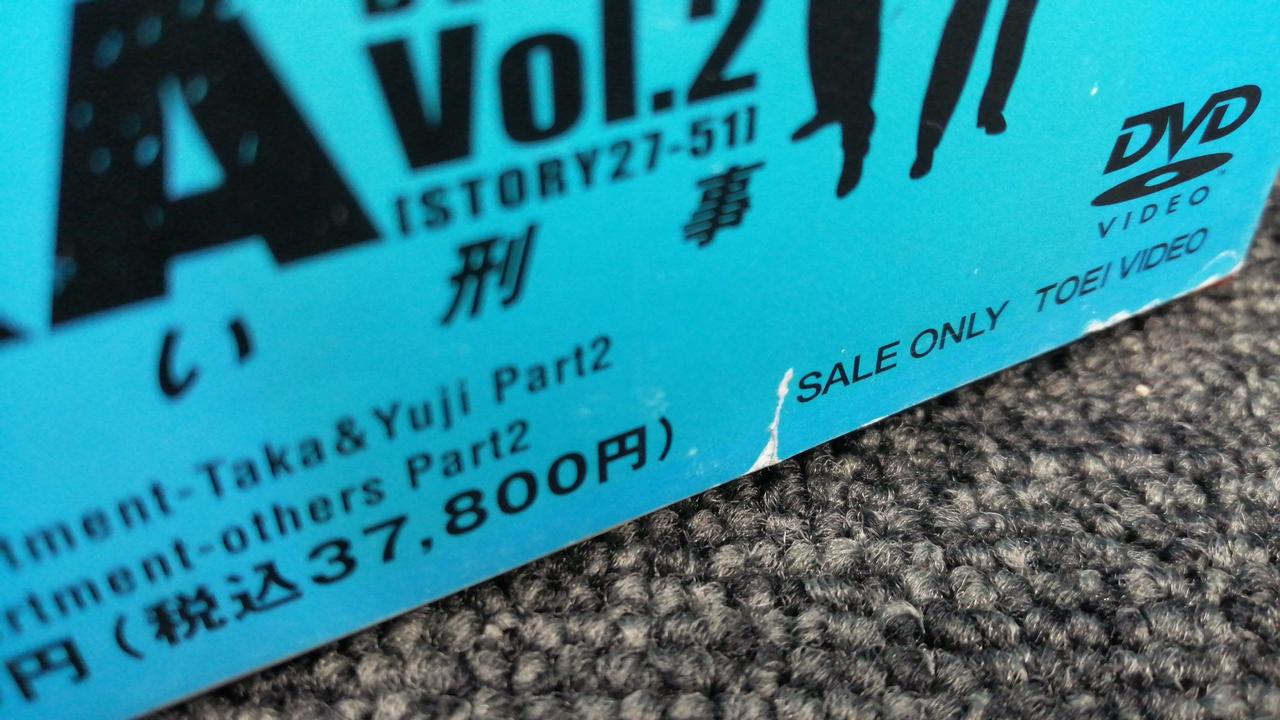 A
Vol.2
[STORY27-51]
い 刑 事
DVD
VIDEO
SALE ONLY TOEI VIDEO
tment-Taka&Yuji Part2
rtment-others Part2
円(税込37,800円)